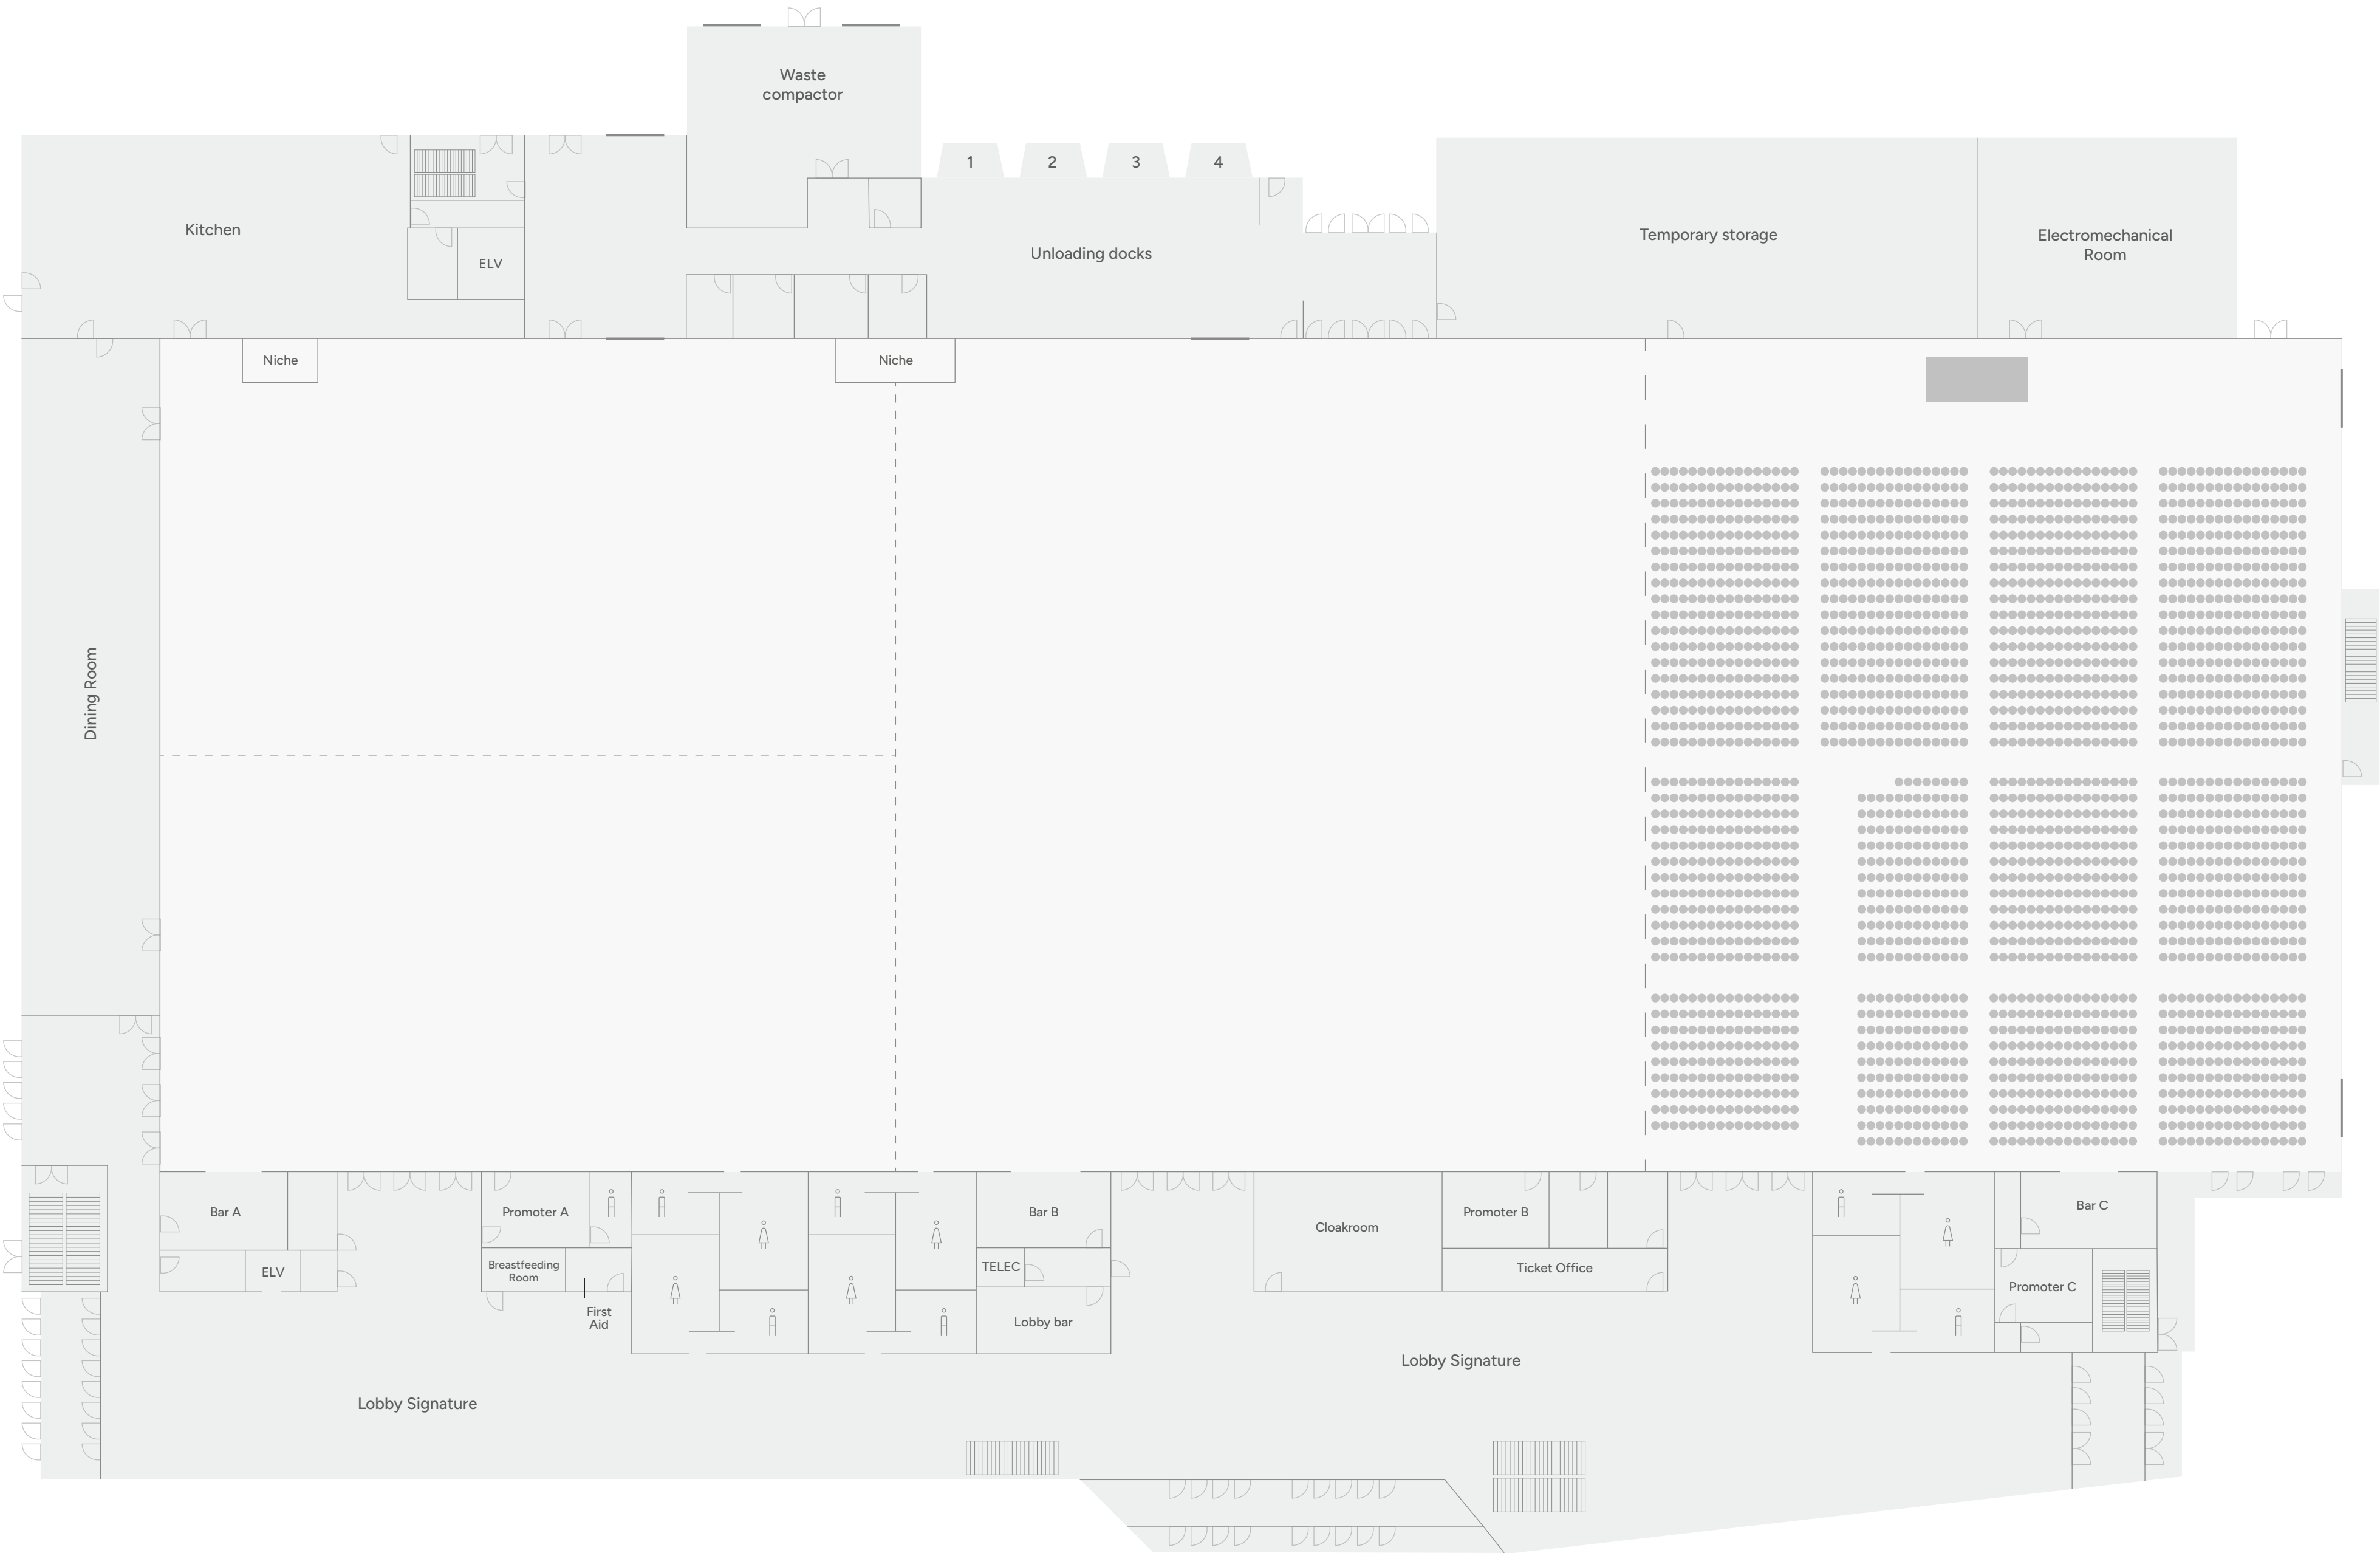 Waste
compactor
1
2
3
4
Kitchen
ELV
Unloading docks
Temporary storage
Electromechanical
Room
Niche
Niche
Dining Room
Bar A
ELV
Promoter A
Breastfeeding
Room
First
Aid
Bar B
TELEC
Lobby bar
Cloakroom
Promoter B
Ticket Office
Bar C
Promoter C
Lobby Signature
Lobby Signature